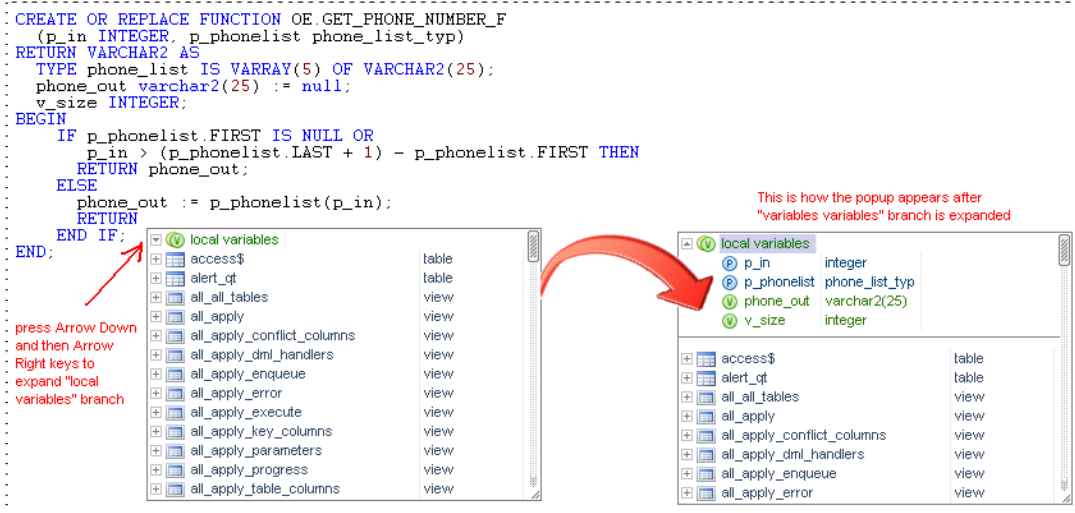 CREATE OR REPLACE FUNCTION OE.GET_PHONE_NUMBER_F
(p_in INTEGER, p_phonelist phone_list_typ)
RETURN VARCHAR2 AS
TYPE phone_list IS VARRAY(5) OF VARCHAR2(25);
phone_out varchar2(25) := null;
v_size INTEGER;
BEGIN
IF p_phonelist.FIRST IS NULL OR
p_in > (p_phonelist.LAST + 1) - p_phonelist.FIRST THEN
RETURN phone_out;
ELSE
phone_out := p_phonelist(p_in);
RETURN
END IF;
END;
press Arrow Down
and then Arrow
Right keys to
expand "local
variables" branch
local variables
access$ table
alert_qt table
all_all_tables view
all_apply view
all_apply_conflict_columns view
all_apply_dml_handlers view
all_apply_enqueue view
all_apply_error view
all_apply_execute view
all_apply_key_columns view
all_apply_parameters view
all_apply_progress view
all_apply_table_columns view
This is how the popup appears after
"variables variables" branch is expanded
local variables
p_in integer
p_phonelist phone_list_typ
phone_out varchar2(25)
v_size integer
access$ table
alert_qt table
all_all_tables view
all_apply view
all_apply_conflict_columns view
all_apply_dml_handlers view
all_apply_enqueue view
all_apply_error view